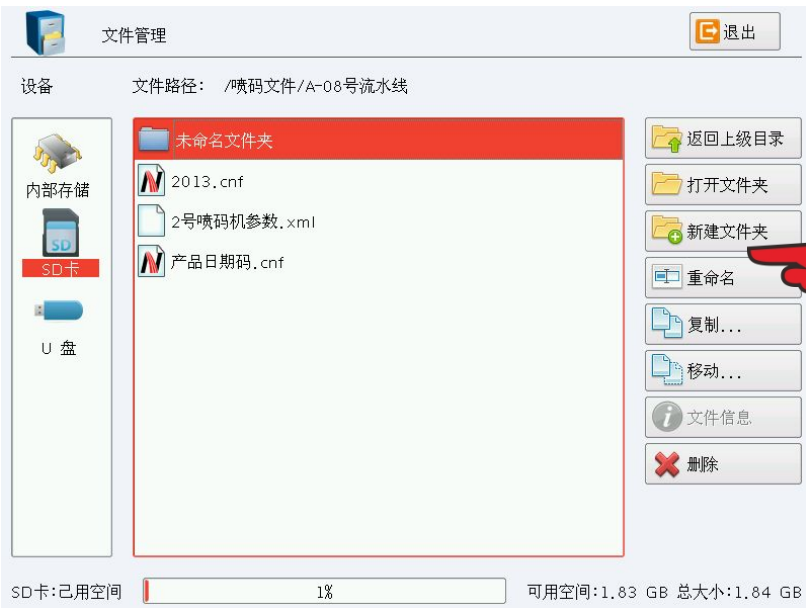 文件管理
退出
设备
文件路径: /喷码文件/A-08号流水线
内部存储
SD
SD卡
U 盘
未命名文件夹
2013.cnf
2号喷码机参数.xml
产品日期码.cnf
返回上级目录
打开文件夹
新建文件夹
重命名
复制...
移动...
文件信息
删除
SD卡:己用空间
1%
可用空间:1.83 GB 总大小:1.84 GB